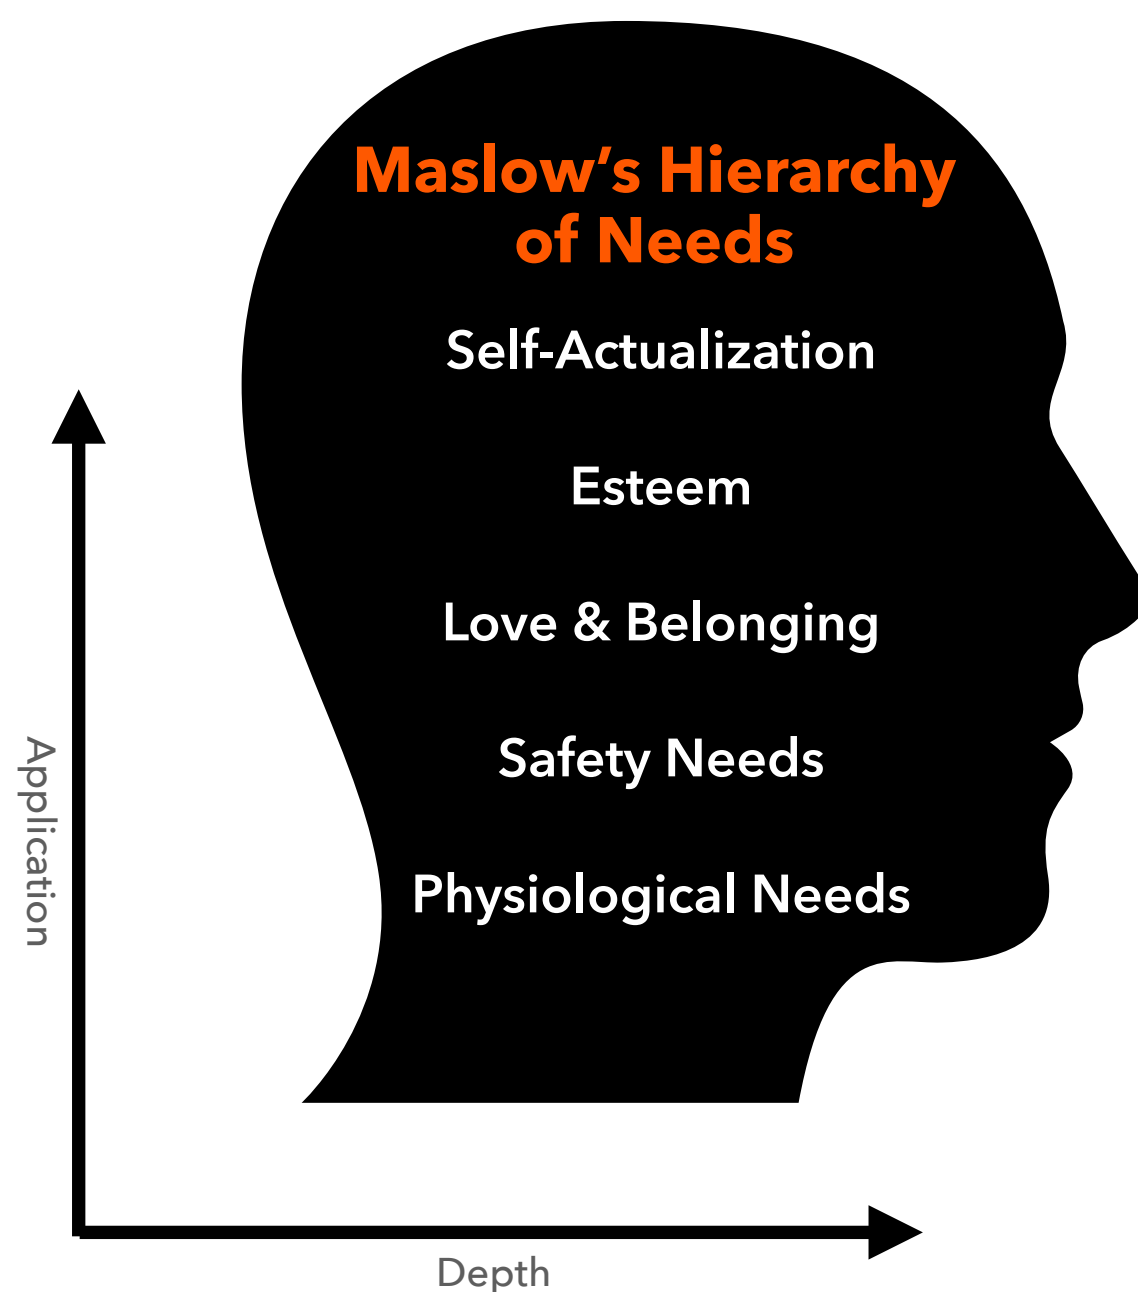 Maslow’s Hierarchy
of Needs
Self-Actualization
Esteem
Love & Belonging
Safety Needs
Physiological Needs
Application
Depth